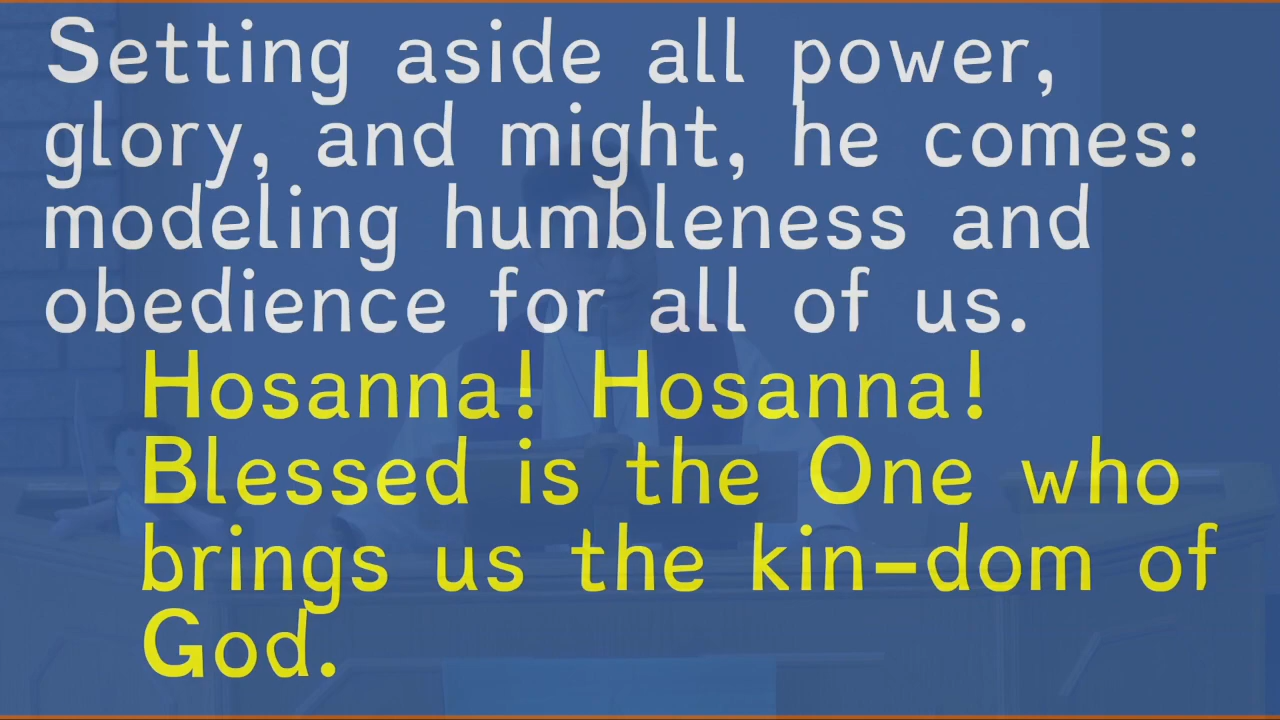 Setting aside all power,
glory, and might, he comes:
modeling humbleness and
obedience for all of us.
Hosanna! Hosanna!
Blessed is the One who
brings us the kin-dom of
God.